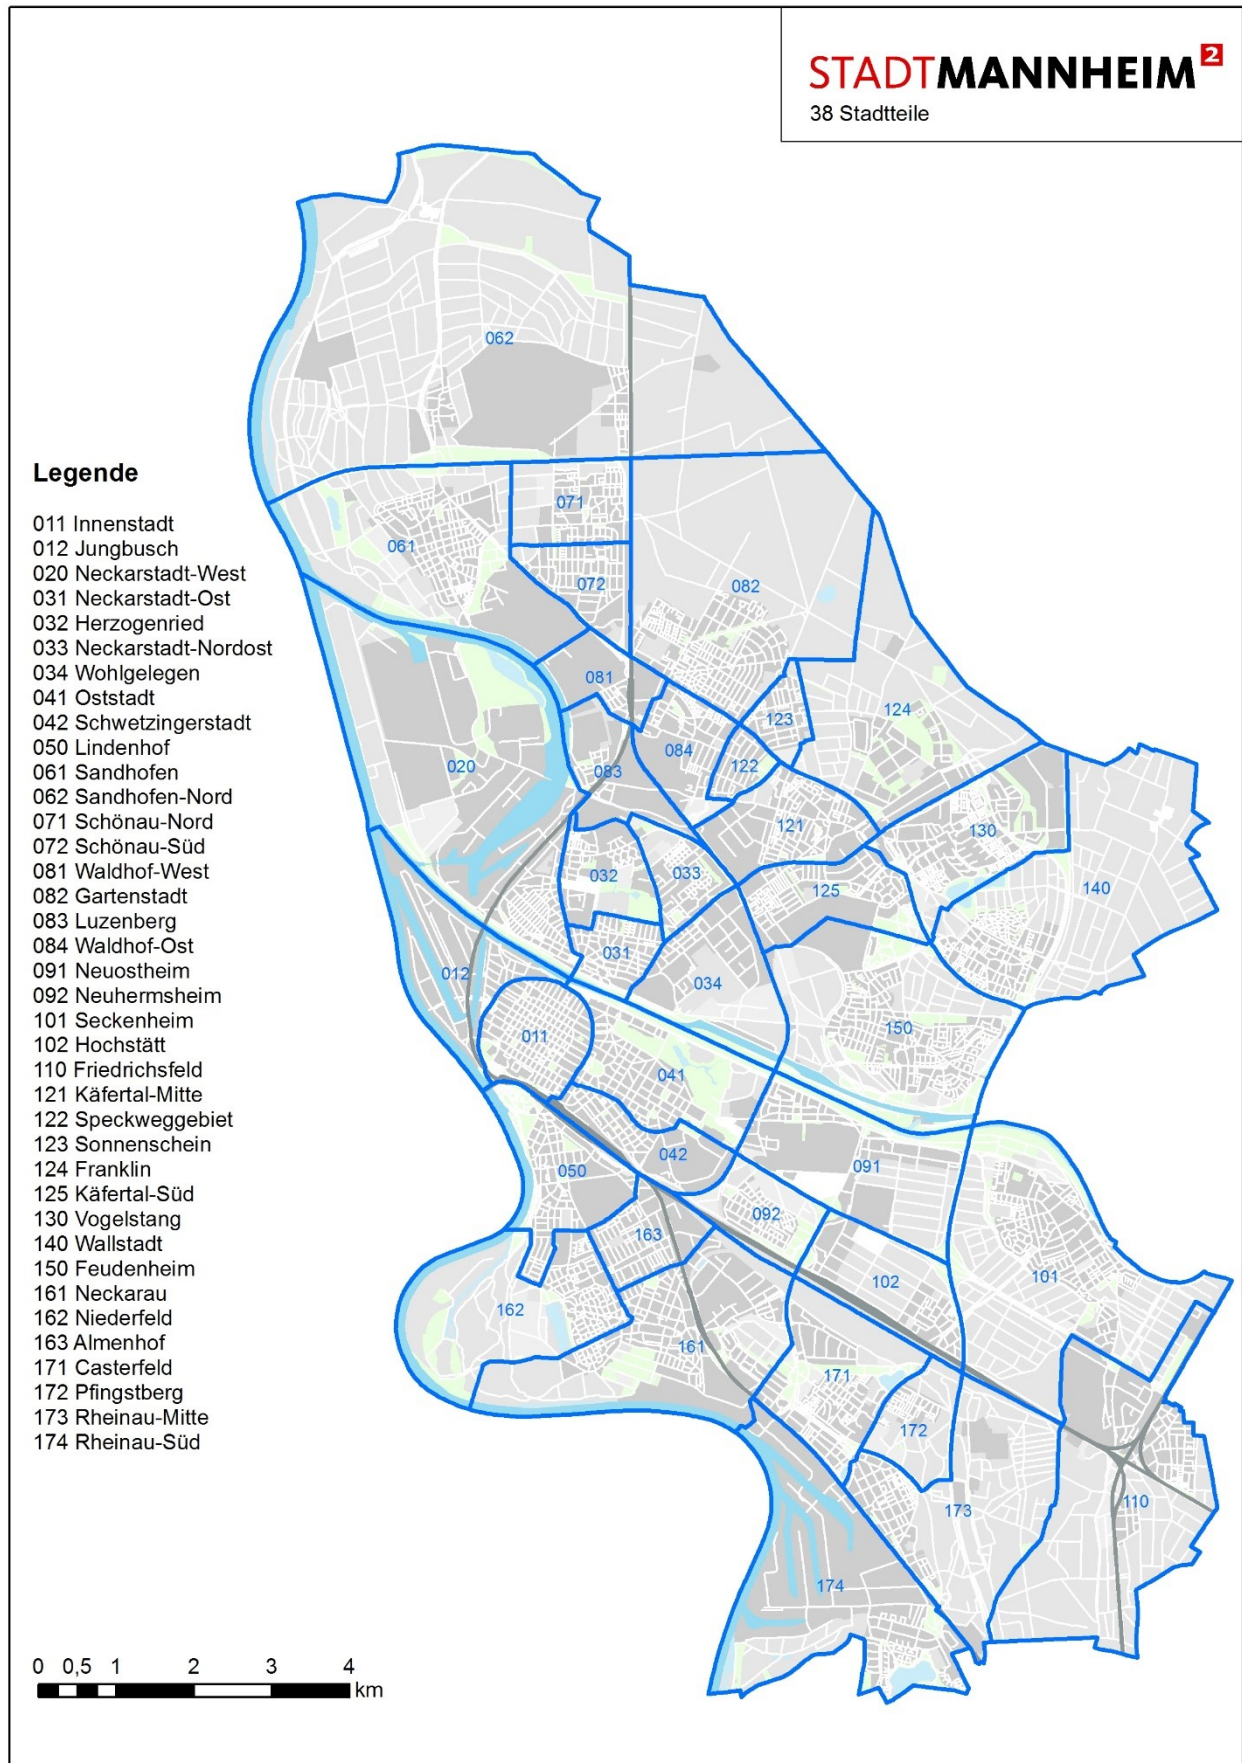 STADTMANNHEIM²
38 Stadtteile
Legende
011 Innenstadt
012 Jungbusch
020 Neckarstadt-West
031 Neckarstadt-Ost
032 Herzogenried
033 Neckarstadt-Nordost
034 Wohlgelegen
041 Oststadt
042 Schwetzingerstadt
050 Lindenhof
061 Sandhofen
062 Sandhofen-Nord
071 Schönau-Nord
072 Schönau-Süd
081 Waldhof-West
082 Gartenstadt
083 Luzenberg
084 Waldhof-Ost
091 Neuostheim
092 Neuhermsheim
101 Seckenheim
102 Hochstätt
110 Friedrichsfeld
121 Käfertal-Mitte
122 Speckweggebiet
123 Sonnenschein
124 Franklin
125 Käfertal-Süd
130 Vogelstang
140 Wallstadt
150 Feudenheim
161 Neckarau
162 Niederfeld
163 Almenhof
171 Casterfeld
172 Pfingstberg
173 Rheinau-Mitte
174 Rheinau-Süd
062
071
061
072
082
081
123
124
084
122
020
083
121
130
032
033
125
140
031
012
034
150
011
041
042
091
050
092
163
102
101
162
161
171
172
173
110
174
0 0,5 1 2 3 4
km